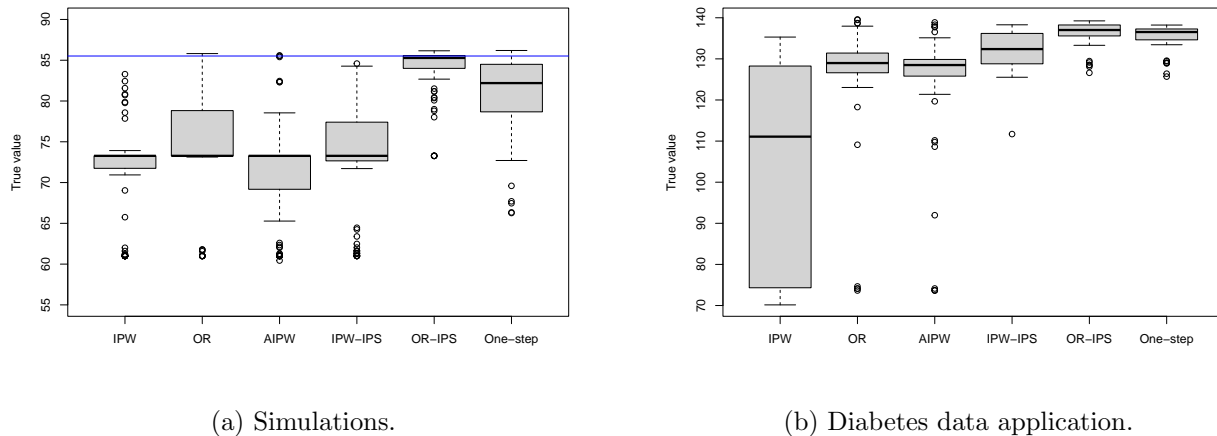 90
85
80
75
70
65
60
55
True value
IPW
OR
AIPW
IPW−IPS
OR−IPS
One−step
(a) Simulations.
140
130
120
110
100
90
80
70
True value
IPW
OR
AIPW
IPW−IPS
OR−IPS
One−step
(b) Diabetes data application.